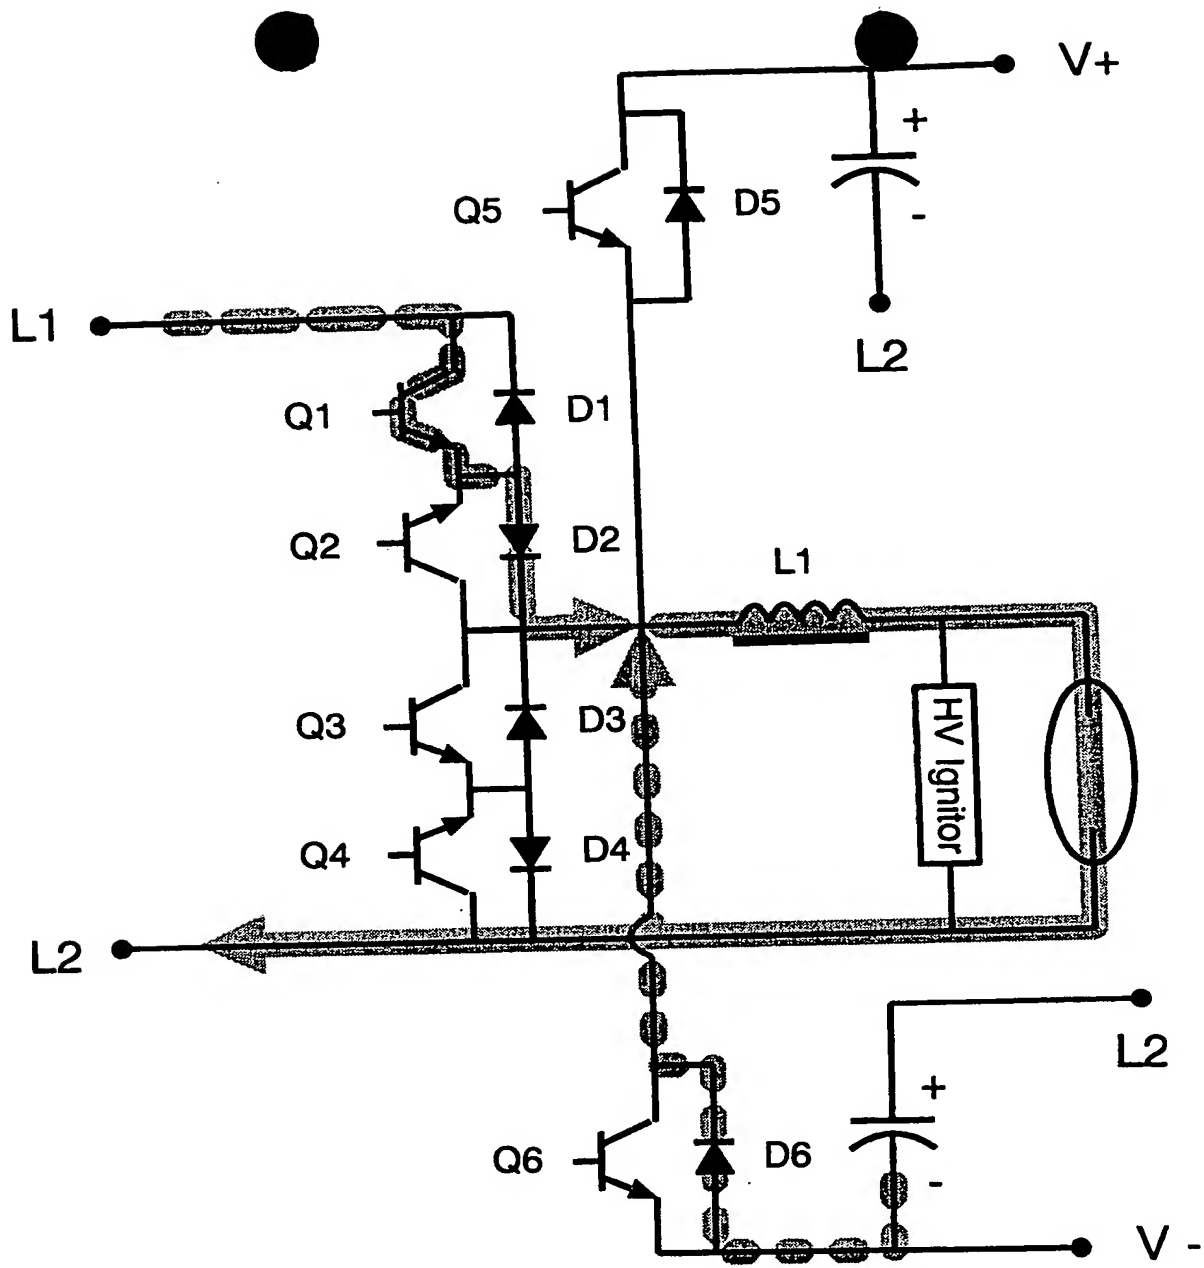 V+
+
Q5
D5
-
L1
L2
Q1
D1
Q2
D2
L1
Q3
D3
HV Ignitor
Q4
D4
L2
L2
+
Q6
D6
-
V -